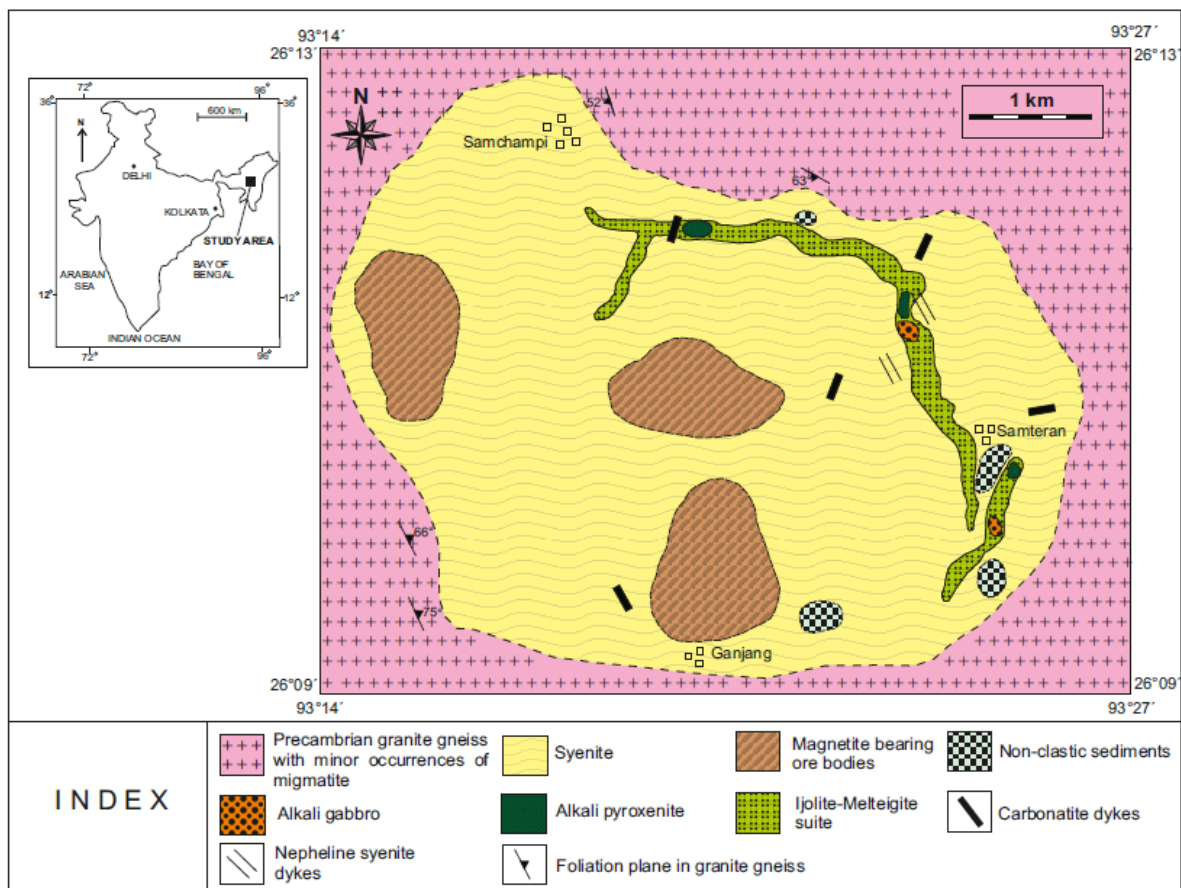 93°14´
93°27´
26°13´
26°13´
72°
96°
36°
36°
600 km
N
DELHI
KOLKATA
STUDY AREA
ARABIAN
SEA
BAY OF
BENGAL
12°
12°
INDIAN OCEAN
72°
96°
N
1 km
52°
Samchampi
63°
Samteran
66°
75°
Ganjang
26°09´
26°09´
93°14´
93°27´
INDEX
Precambrian granite gneiss
with minor occurrences of
migmatite
Syenite
Magnetite bearing
ore bodies
Non-clastic sediments
Alkali gabbro
Alkali pyroxenite
Ijolite-Melteigite
suite
Carbonatite dykes
Nepheline syenite
dykes
Foliation plane in granite gneiss